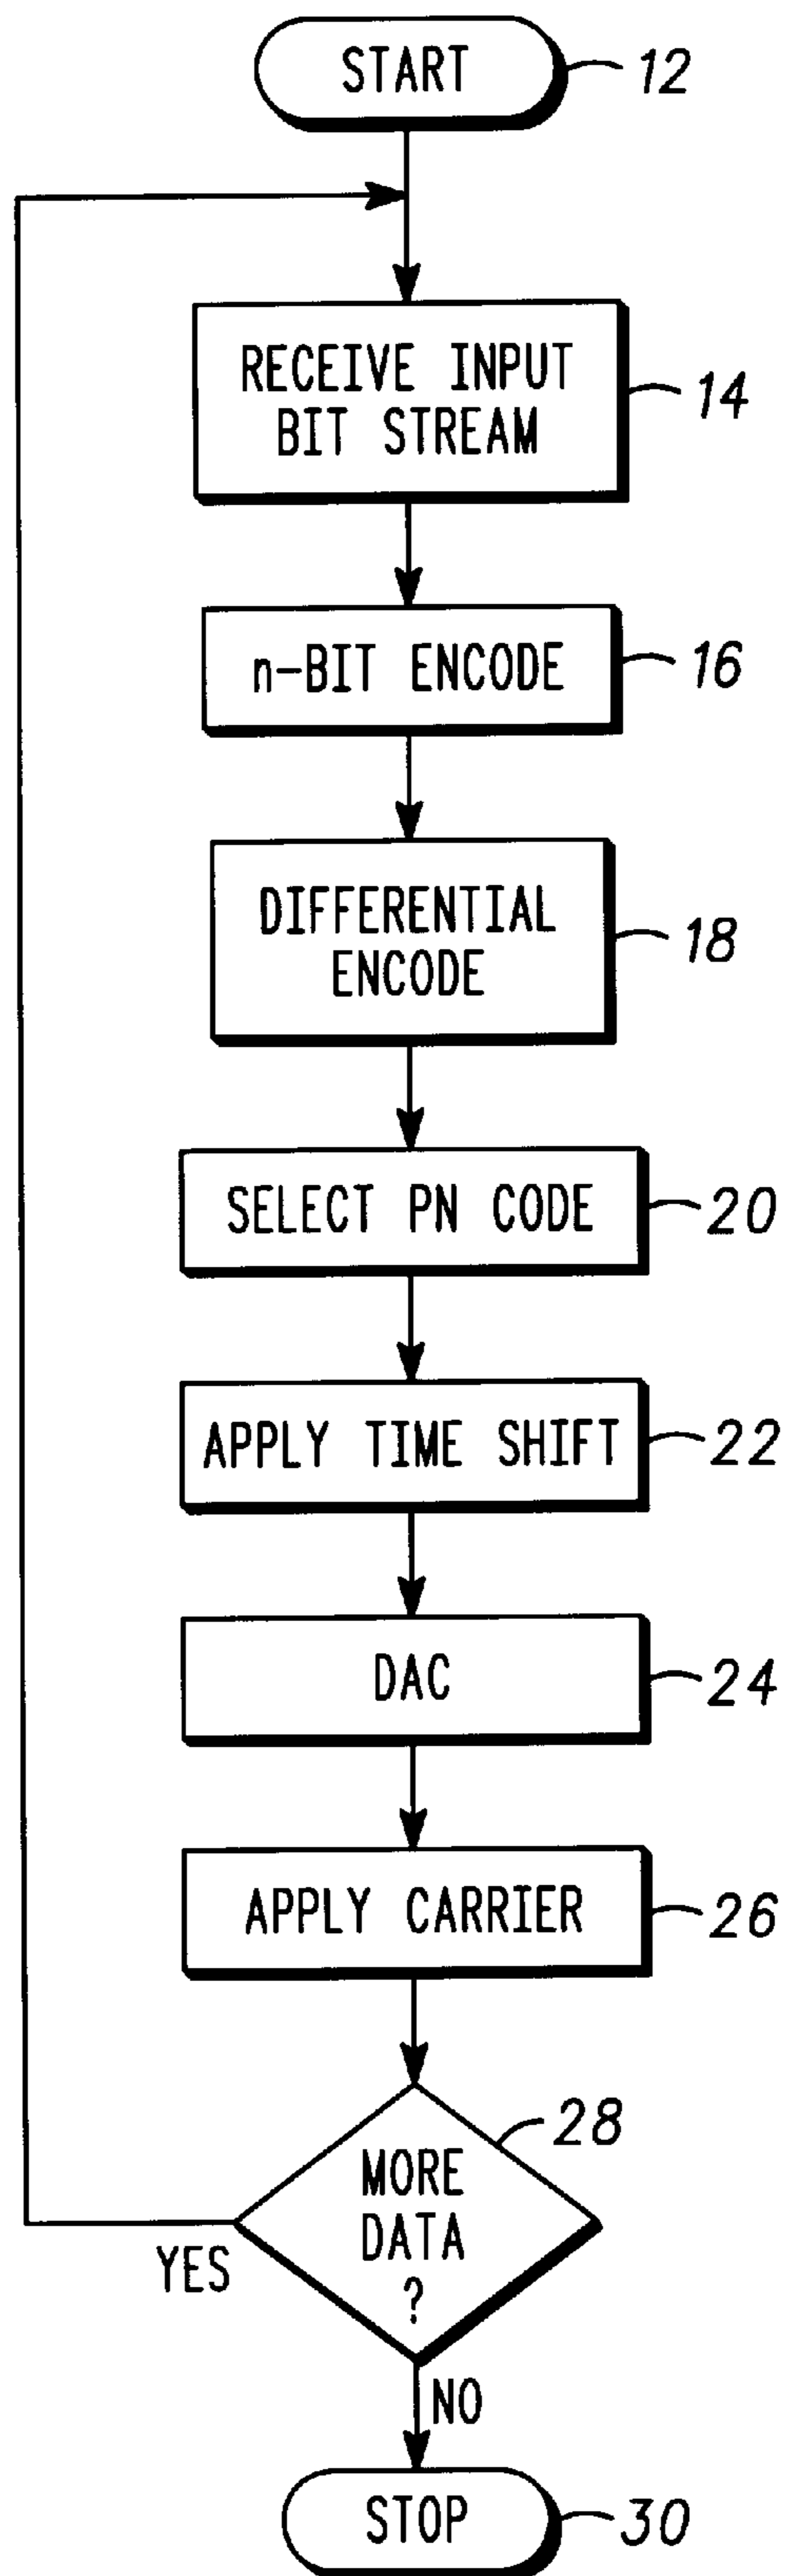 START
12
RECEIVE INPUT
BIT STREAM
14
n-BIT ENCODE
16
DIFFERENTIAL
ENCODE
18
SELECT PN CODE
20
APPLY TIME SHIFT
22
DAC
24
APPLY CARRIER
26
28
MORE
DATA
?
YES
NO
STOP
30